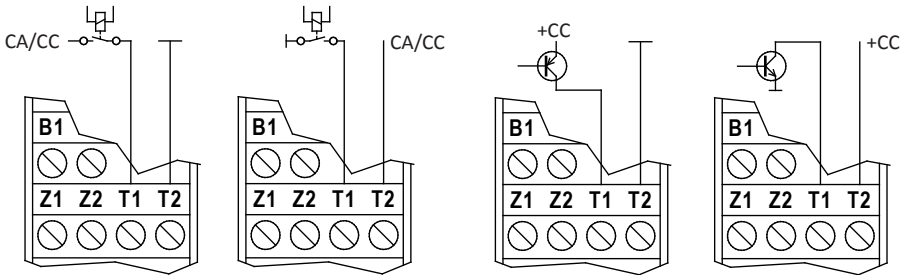 CA/CC
B1
Z1 Z2 T1 T2
CA/CC
B1
Z1 Z2 T1 T2
+CC
B1
Z1 Z2 T1 T2
+CC
B1
Z1 Z2 T1 T2